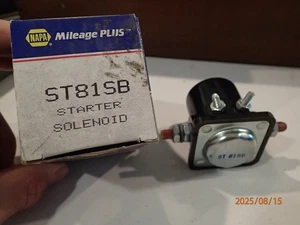 NAPA Mileage PLUS
ST81SB
STARTER
SOLENOID
ST 81SB
2025/08/15